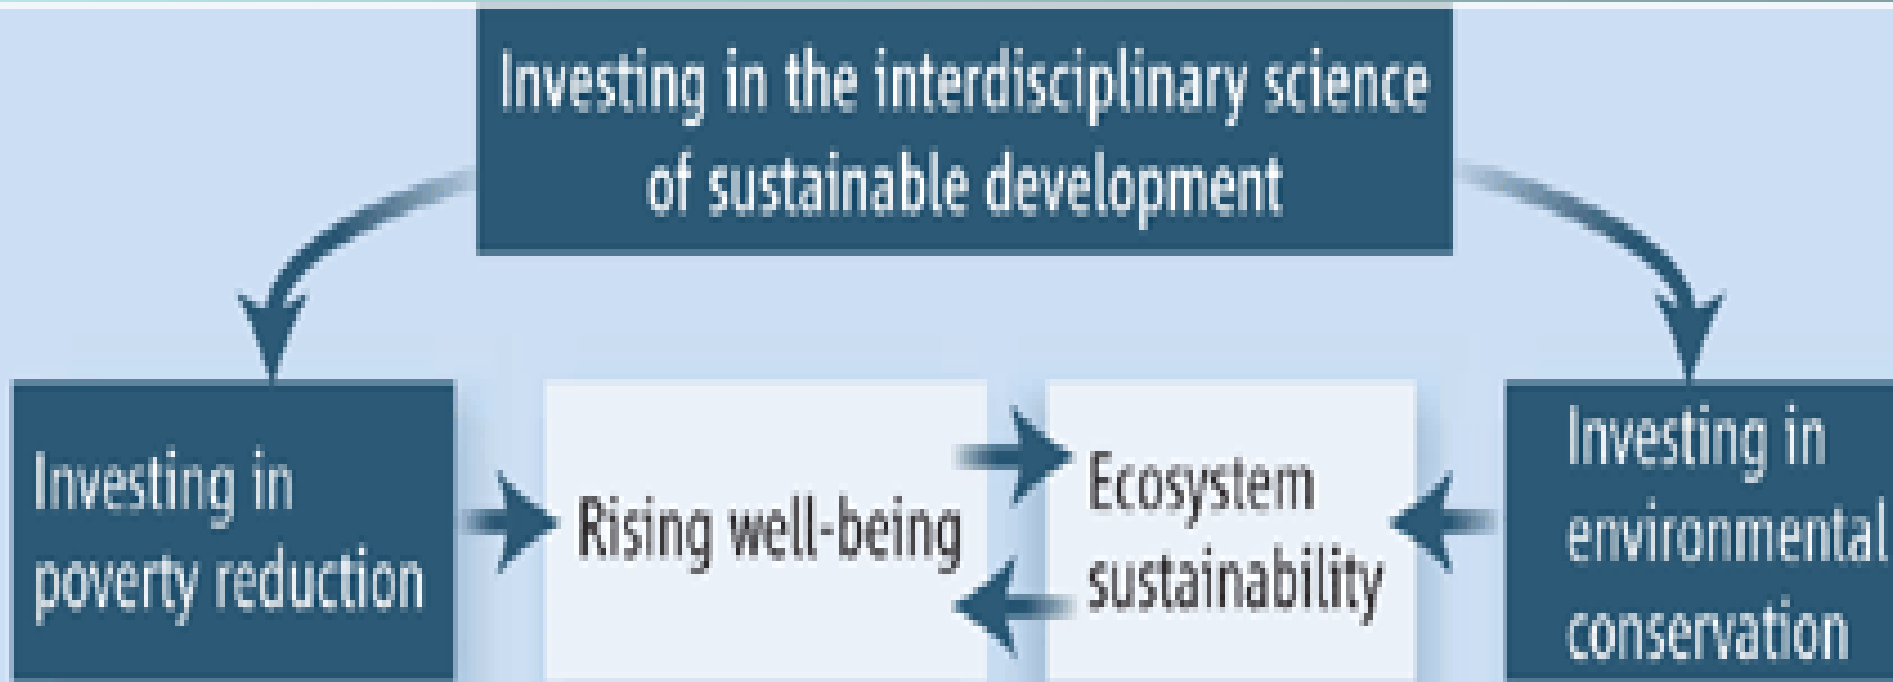 Investing in the interdisciplinary science
of sustainable development
Investing in
poverty reduction
Rising well-being
Ecosystem
sustainability
Investing in
environmental
conservation